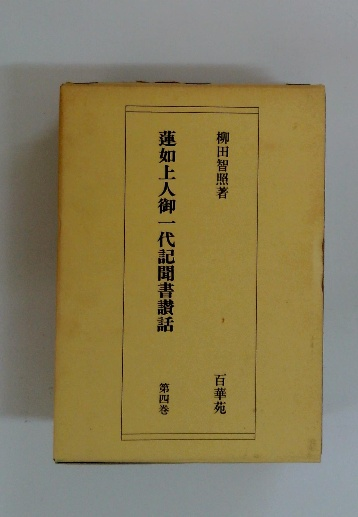 柳田智照著
百華苑
蓮如上人御一代記聞書讃話
第四巻